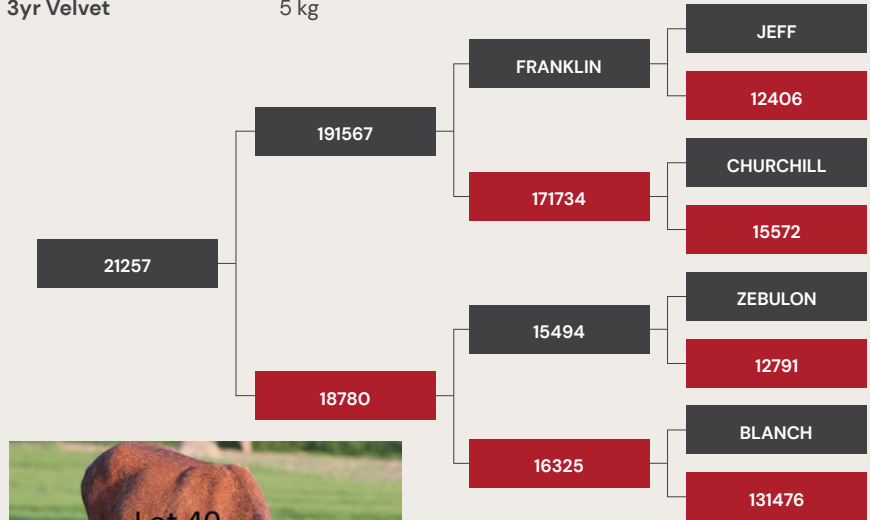 3yr Velvet 5 kg
JEFF
FRANKLIN
12406
191567
CHURCHILL
171734
15572
21257
ZEBULON
15494
12791
18780
BLANCH
16325
131476
Lot 40